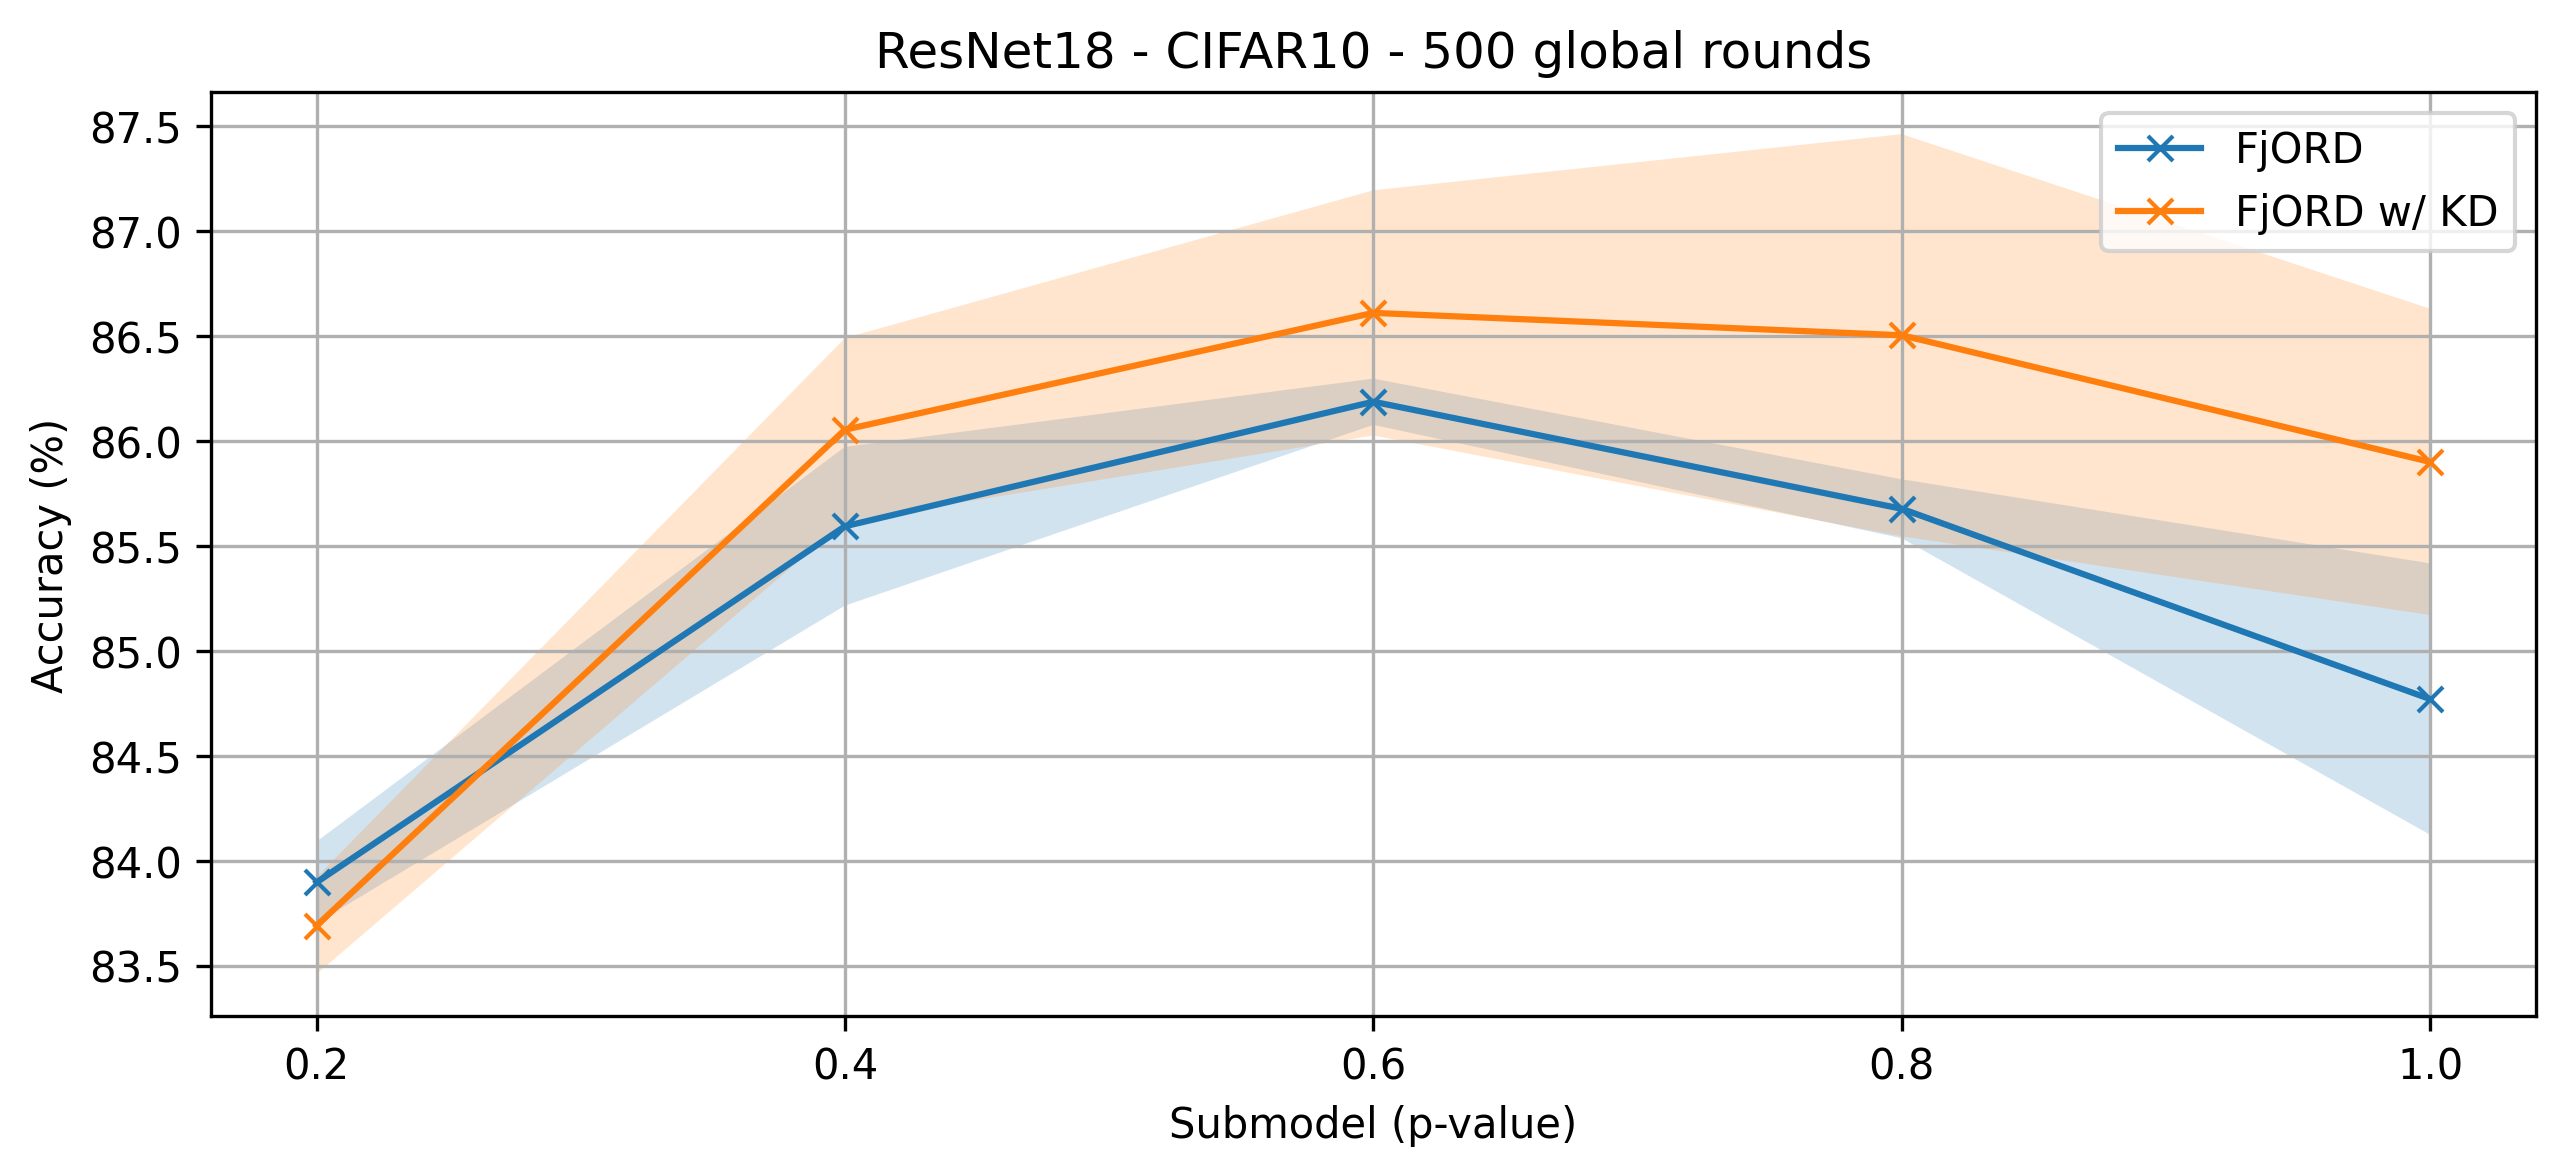 ResNet18 - CIFAR10 - 500 global rounds
87.5
87.0
86.5
86.0
85.5
85.0
84.5
84.0
83.5
Accuracy (%)
FjORD
FjORD w/ KD
0.2 0.4 0.6 0.8 1.0
Submodel (p-value)